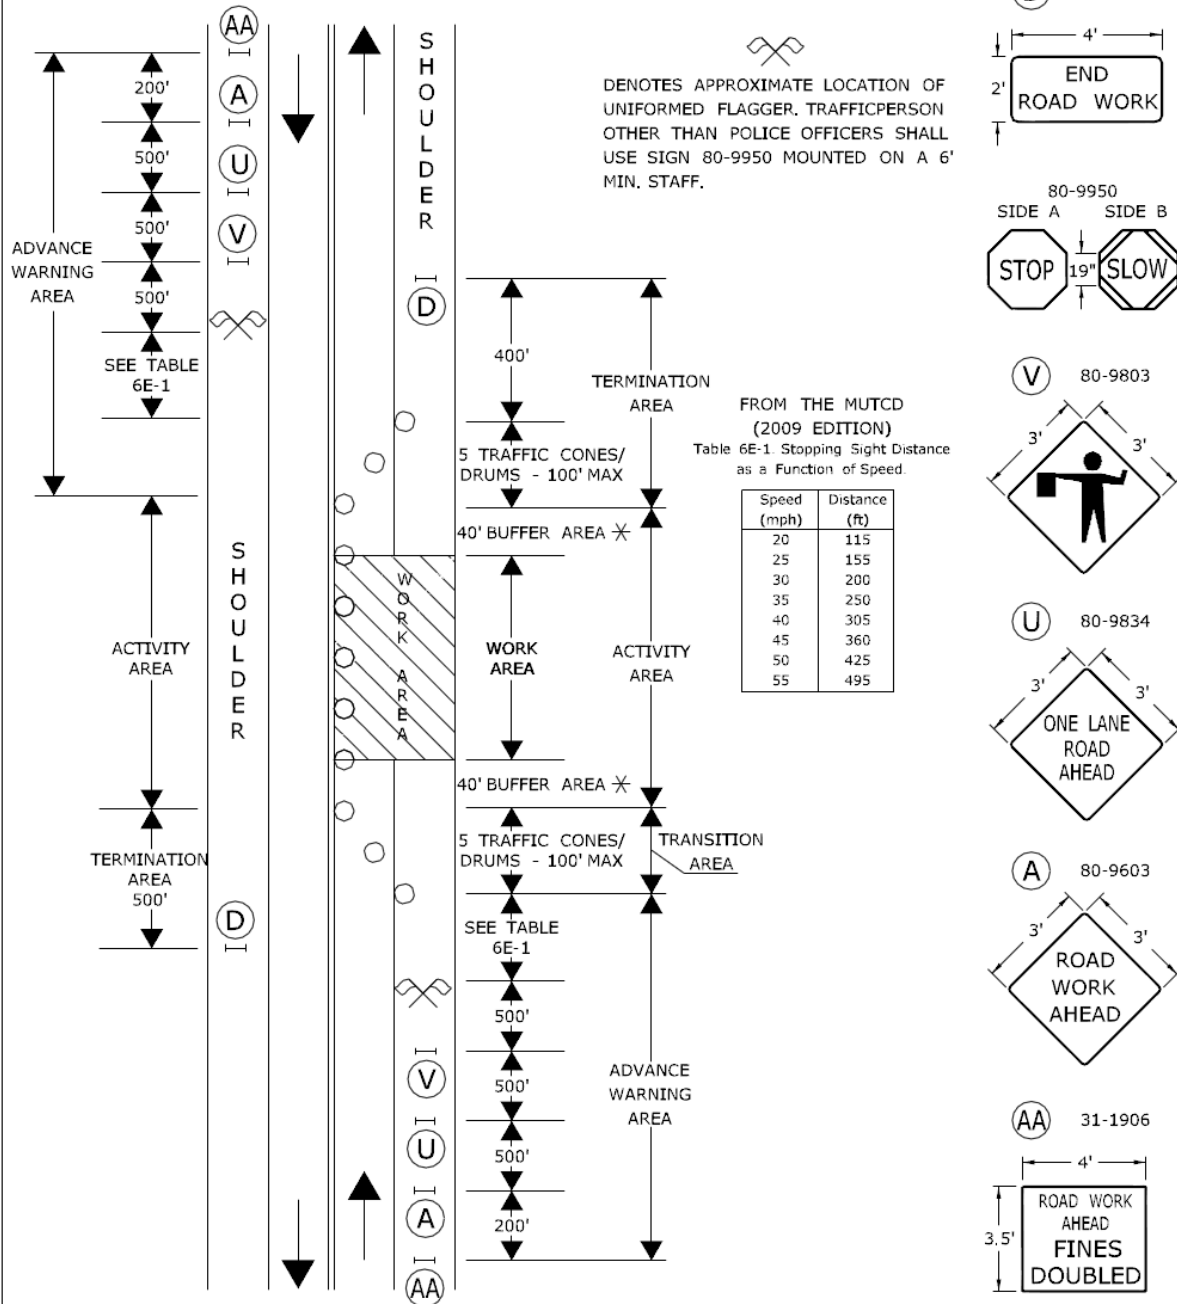 AA
200'
A
500'
U
500'
V
ADVANCE
WARNING
AREA
500'
SEE TABLE
6E-1
SHOULDER
ACTIVITY
AREA
TERMINATION
AREA
500'
D
SHOULDER
D
400'
TERMINATION
AREA
5 TRAFFIC CONES/
DRUMS - 100' MAX
40' BUFFER AREA *
WORK AREA
WORK
AREA
ACTIVITY
AREA
40' BUFFER AREA *
5 TRAFFIC CONES/
DRUMS - 100' MAX
TRANSITION
AREA
SEE TABLE
6E-1
500'
V
500'
U
500'
A
200'
AA
ADVANCE
WARNING
AREA
DENOTES APPROXIMATE LOCATION OF
UNIFORMED FLAGGER. TRAFFICPERSON
OTHER THAN POLICE OFFICERS SHALL
USE SIGN 80-9950 MOUNTED ON A 6'
MIN. STAFF.
FROM THE MUTCD
(2009 EDITION)
Table 6E-1. Stopping Sight Distance
as a Function of Speed.
Speed Distance
(mph) (ft)
20 115
25 155
30 200
35 250
40 305
45 360
50 425
55 495
4'
2'
END
ROAD WORK
80-9950
SIDE A SIDE B
STOP 19" SLOW
V 80-9803
3' 3'
U 80-9834
3' 3'
ONE LANE
ROAD
AHEAD
A 80-9603
3' 3'
ROAD
WORK
AHEAD
AA 31-1906
4'
3.5'
ROAD WORK
AHEAD
FINES
DOUBLED